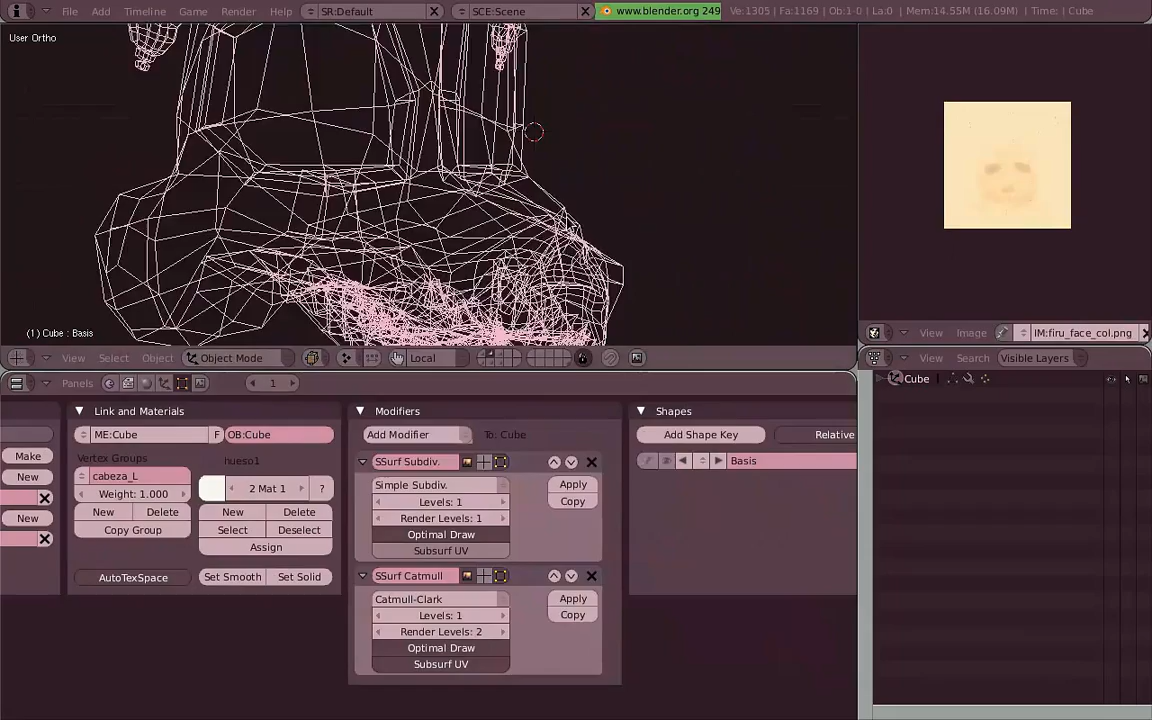 File Add Timeline Game Render Help SR:Default SCE:Scene www.blender.org 249 Ve:1305 | Fa:1169 | Ob:1-0 | La:0 | Mem:14.55M (16.09M) | Time: | Cube
User Ortho
(1) Cube : Basis
View Select Object Object Mode Local
View Image IM:firu_face_col.png
View Search Visible Layers
Cube
Panels 1
Link and Materials
ME:Cube F OB:Cube
Vertex Groups
cabeza_L
Weight: 1.000
New Delete
Copy Group
AutoTexSpace
hueso1
2 Mat 1 ?
New Delete
Select Deselect
Assign
Set Smooth Set Solid
Make
New
New
Modifiers
Add Modifier To: Cube
SSurf Subdiv.
Simple Subdiv. Apply
Levels: 1 Copy
Render Levels: 1
Optimal Draw
Subsurf UV
SSurf Catmull
Catmull-Clark Apply
Levels: 1 Copy
Render Levels: 2
Optimal Draw
Subsurf UV
Shapes
Add Shape Key Relative
Basis